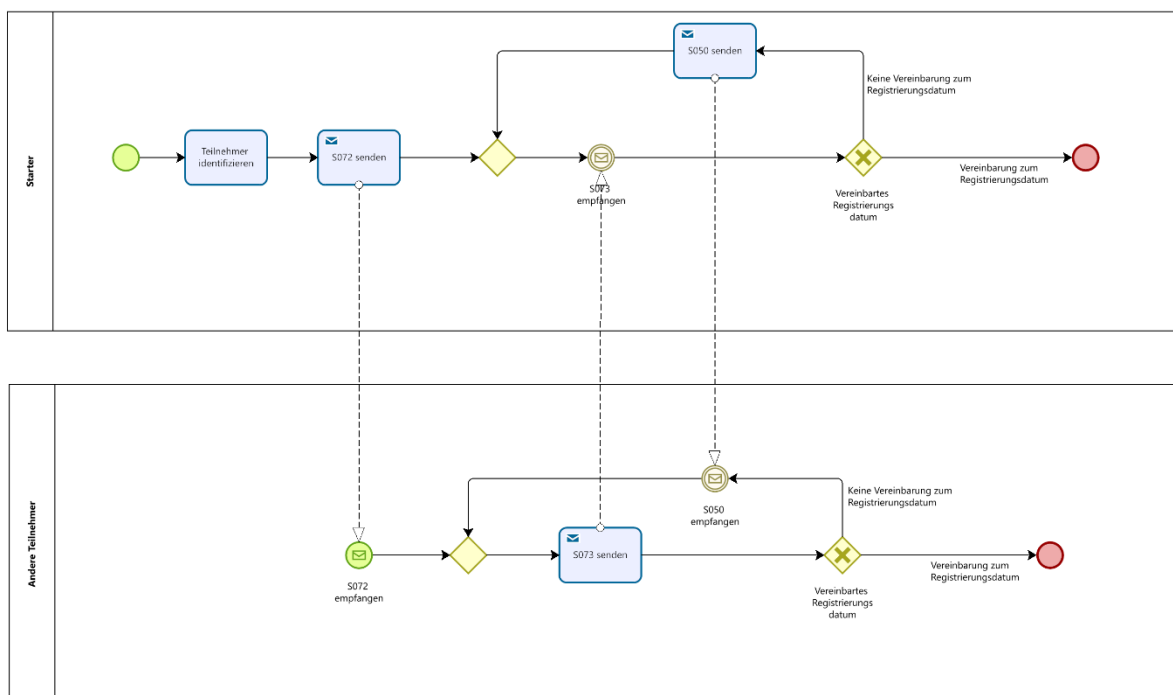 Starter
S050 senden
Keine Vereinbarung zum
Registrierungsdatum
Teilnehmer
identifizieren
S072 senden
S073
empfangen
Vereinbartes
Registrierungs
datum
Vereinbarung zum
Registrierungsdatum
Andere Teilnehmer
S050
empfangen
Keine Vereinbarung zum
Registrierungsdatum
S072
empfangen
S073 senden
Vereinbartes
Registrierungs
datum
Vereinbarung zum
Registrierungsdatum